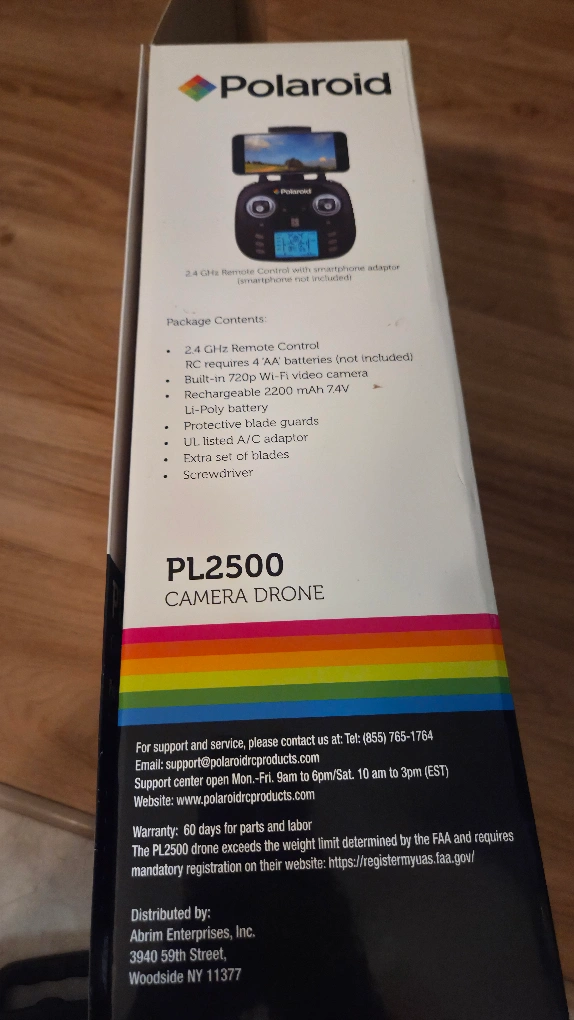 Polaroid
Polaroid
2.4 GHz Remote Control with smartphone adaptor
(smartphone not included)
Package Contents:
• 2.4 GHz Remote Control
RC requires 4 'AA' batteries (not included)
• Built-in 720p Wi-Fi video camera
• Rechargeable 2200 mAh 7.4V
Li-Poly battery
• Protective blade guards
• UL listed A/C adaptor
• Extra set of blades
• Screwdriver
PL2500
CAMERA DRONE
For support and service, please contact us at: Tel: (855) 765-1764
Email: support@polaroidrcproducts.com
Support center open Mon.-Fri. 9am to 6pm/Sat. 10 am to 3pm (EST)
Website: www.polaroidrcproducts.com
Warranty: 60 days for parts and labor
The PL2500 drone exceeds the weight limit determined by the FAA and requires
mandatory registration on their website: https://registermyuas.faa.gov/
Distributed by:
Abrim Enterprises, Inc.
3940 59th Street,
Woodside NY 11377